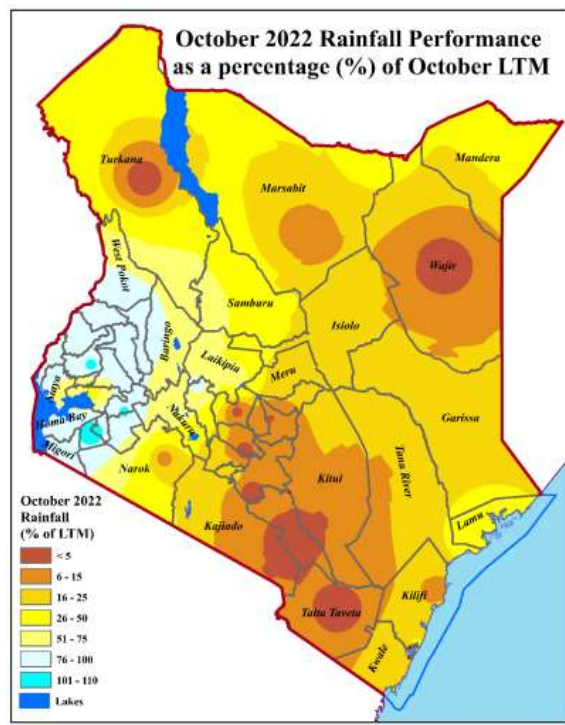 October 2022 Rainfall Performance
as a percentage (%) of October LTM
Turkana
Mandera
Marsabit
West Pokot
Wajir
Samburu
Baringo
Isiolo
Laikipia
Siaya
Meru
Homa Bay
Nakuru
Garissa
Migori
Narok
Kitui
Tana River
Kajiado
Lamu
Taita Taveta
Kilifi
Kwale
October 2022
Rainfall
(% of LTM)
< 5
6 - 15
16 - 25
26 - 50
51 - 75
76 - 100
101 - 110
Lakes